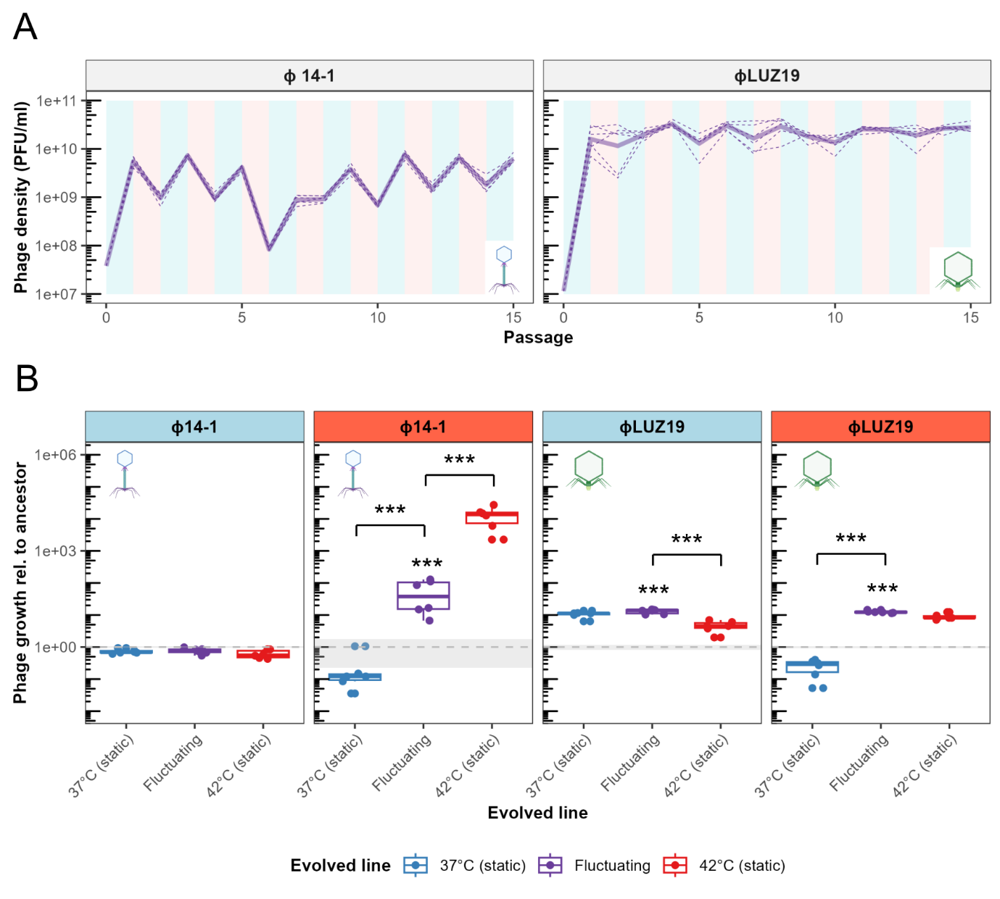 A
ϕ 14-1
ϕLUZ19
Phage density (PFU/ml)
1e+11
1e+10
1e+09
1e+08
1e+07
0 5 10 15
0 5 10 15
Passage
B
ϕ14-1
ϕ14-1
ϕLUZ19
ϕLUZ19
Phage growth rel. to ancestor
1e+06
1e+03
1e+00
***
***
***
***
***
***
***
37°C (static)
Fluctuating
42°C (static)
37°C (static)
Fluctuating
42°C (static)
37°C (static)
Fluctuating
42°C (static)
37°C (static)
Fluctuating
42°C (static)
Evolved line
Evolved line 37°C (static) Fluctuating 42°C (static)